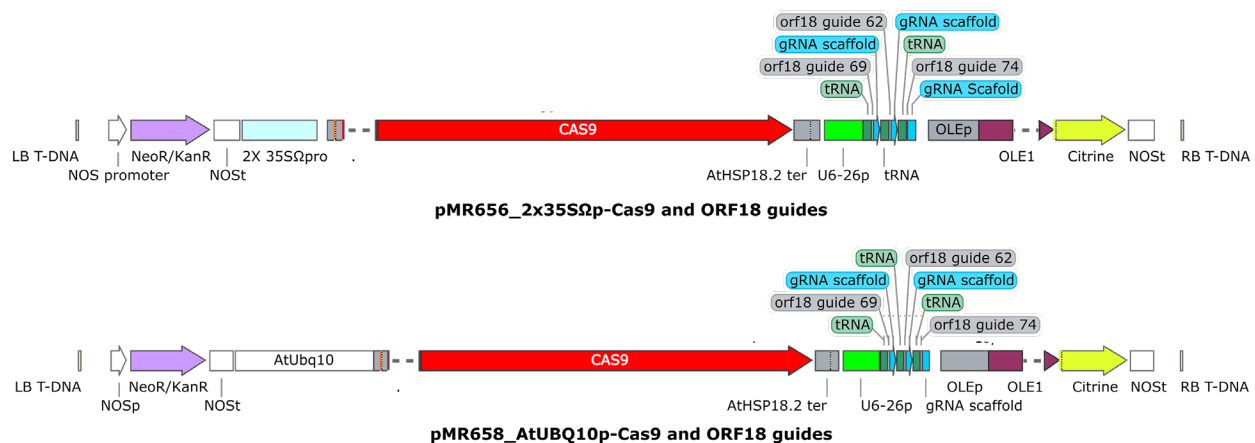 orf18 guide 62
gRNA scaffold
gRNA scaffold
tRNA
orf18 guide 69
orf18 guide 74
tRNA
gRNA Scafold
CAS9
OLEp
LB T-DNA
NeoR/KanR
2X 35SΩpro
OLE1
Citrine
NOSt
RB T-DNA
NOS promoter
NOSt
AtHSP18.2 ter
U6-26p
tRNA
pMR656_2x35SΩp-Cas9 and ORF18 guides
tRNA
orf18 guide 62
gRNA scaffold
gRNA scaffold
orf18 guide 69
tRNA
tRNA
orf18 guide 74
AtUbq10
CAS9
LB T-DNA
NeoR/KanR
OLEp
OLE1
Citrine
NOSt
RB T-DNA
NOSp
NOSt
AtHSP18.2 ter
U6-26p
gRNA scaffold
pMR658_AtUBQ10p-Cas9 and ORF18 guides